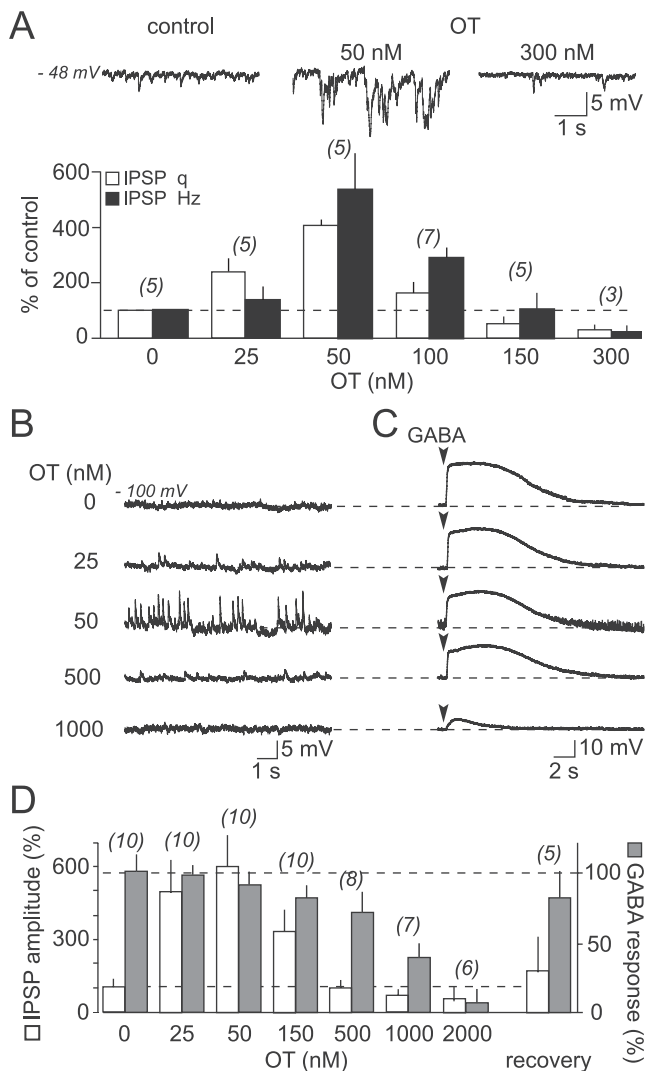 A
control
OT
50 nM
300 nM
- 48 mV
5 mV
1 s
% of control
600
400
200
0
IPSP q
IPSP Hz
(5)
(5)
(5)
(7)
(5)
(3)
0 25 50 100 150 300
OT (nM)
B
C
GABA
OT (nM)
- 100 mV
0
25
50
500
1000
5 mV
1 s
10 mV
2 s
D
IPSP amplitude (%)
600
300
0
(10) (10) (10) (10) (8) (7) (6) (5)
100
50
0
GABA response (%)
0 25 50 150 500 1000 2000
OT (nM)
recovery